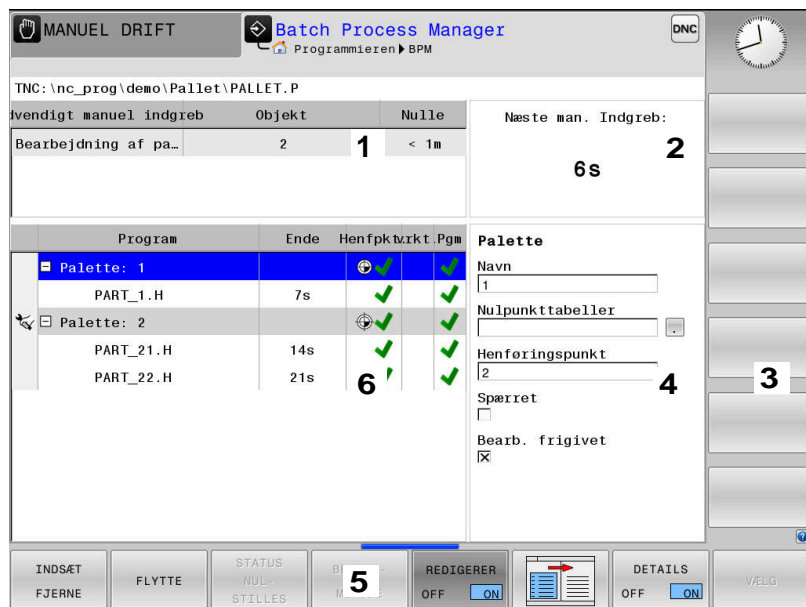 MANUEL DRIFT
Batch Process Manager
Programmieren ▸ BPM
DNC
TNC:\nc_prog\demo\Pallet\PALLET.P
dvendigt manuel indgreb Objekt Nulle
Bearbejdning af pa… 2 1 < 1m
Næste man. Indgreb:
2
6s
Program Ende Henfpkt v.rkt. Pgm
Palette: 1
PART_1.H 7s
Palette: 2
PART_21.H 14s
PART_22.H 21s
6
Palette
Navn
1
Nulpunkttabeller
.
Henføringspunkt
2
4
Spærret
Bearb. frigivet
3
INDSÆT
FJERNE
FLYTTE
STATUS
NUL-
STILLES
5
REDIGERER
OFF ON
DETAILS
OFF ON
VÆLG